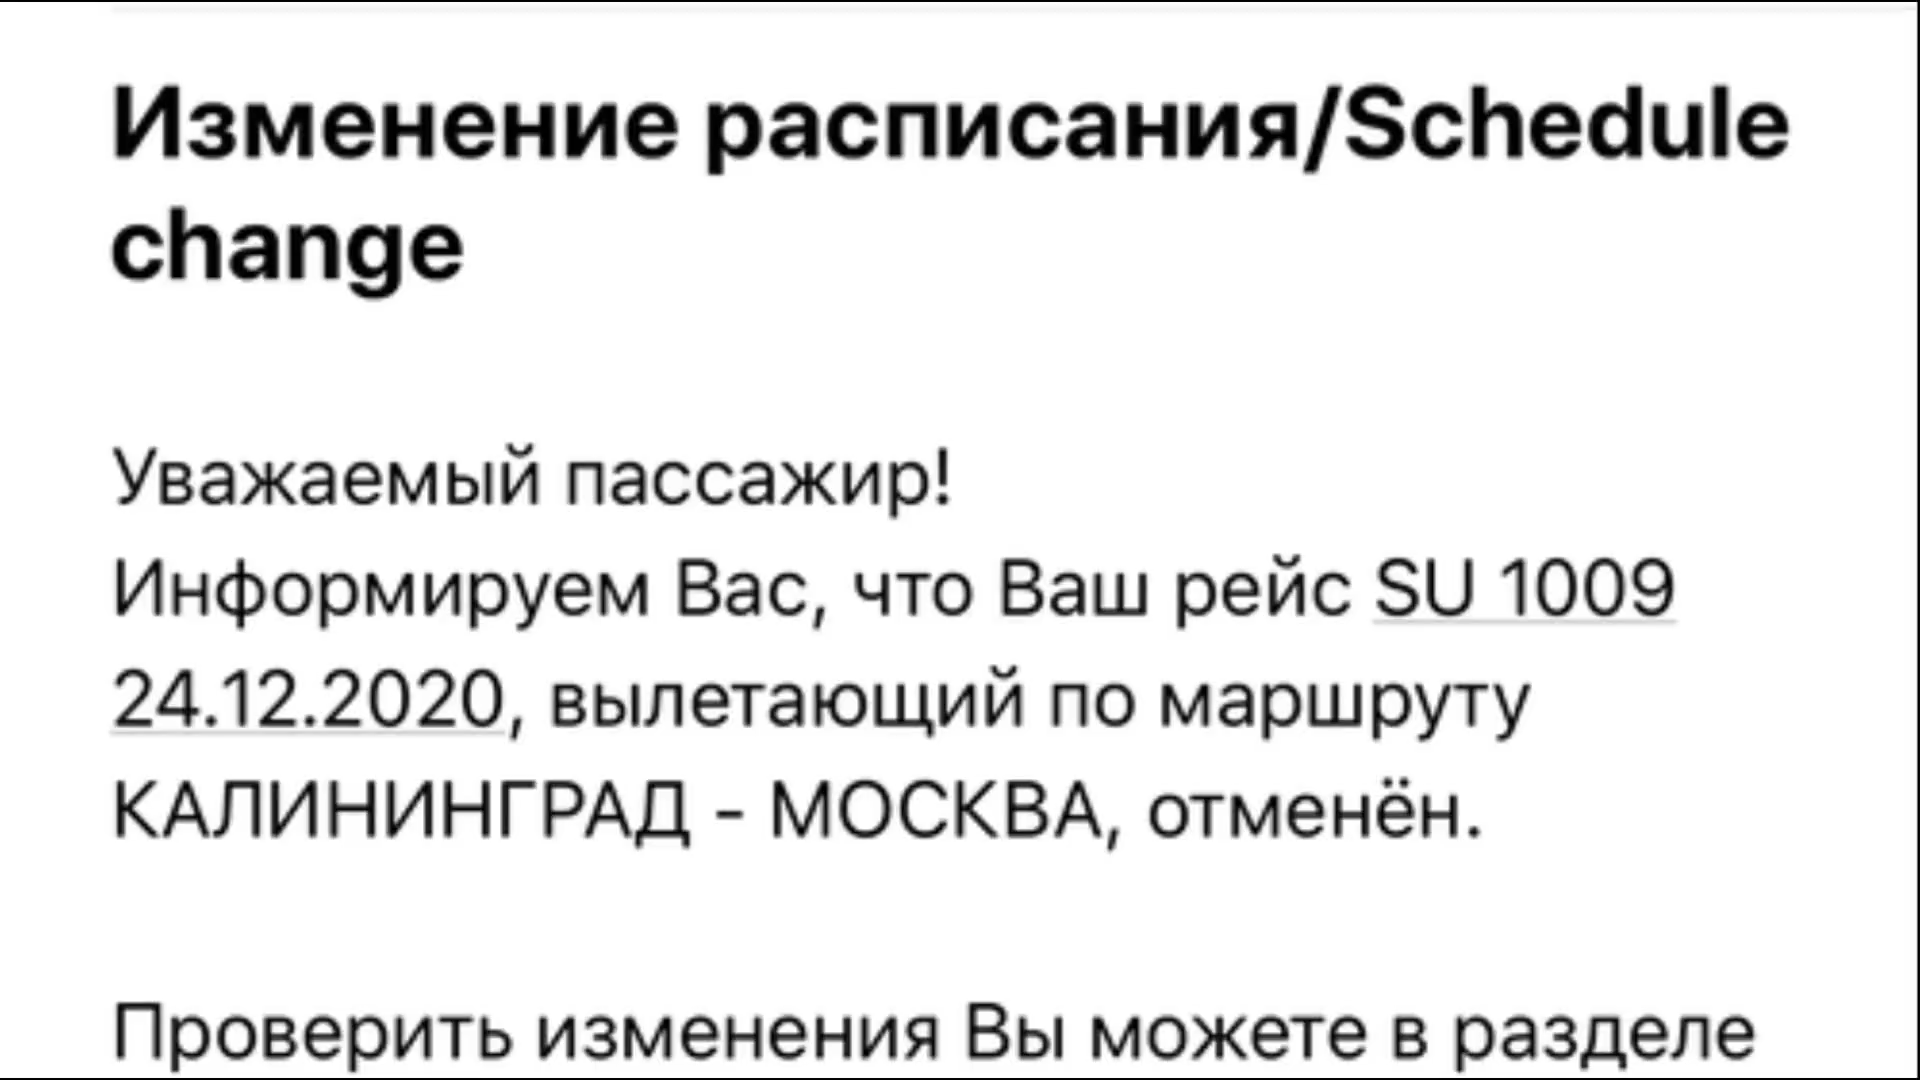 Изменение расписания/Schedule
change
Уважаемый пассажир!
Информируем Вас, что Ваш рейс SU 1009
24.12.2020, вылетающий по маршруту
КАЛИНИНГРАД - МОСКВА, отменён.
Проверить изменения Вы можете в разделе